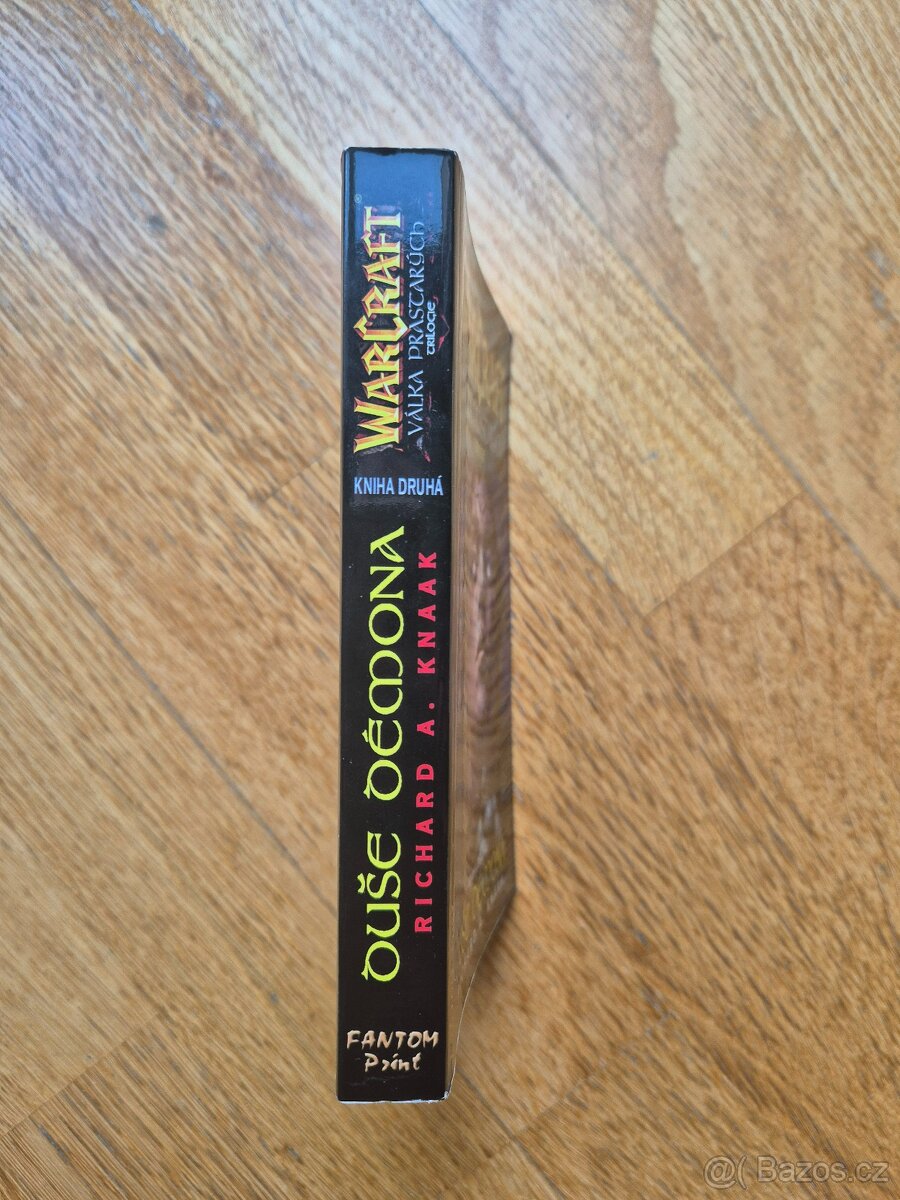 WARCRAFT
VÁLKA PRASTARÝCH
TRILOGIE
KNIHA DRUHÁ
DUŠE DÉMONA
RICHARD A. KNAAK
FANTOM
Print
@( Bazos.cz